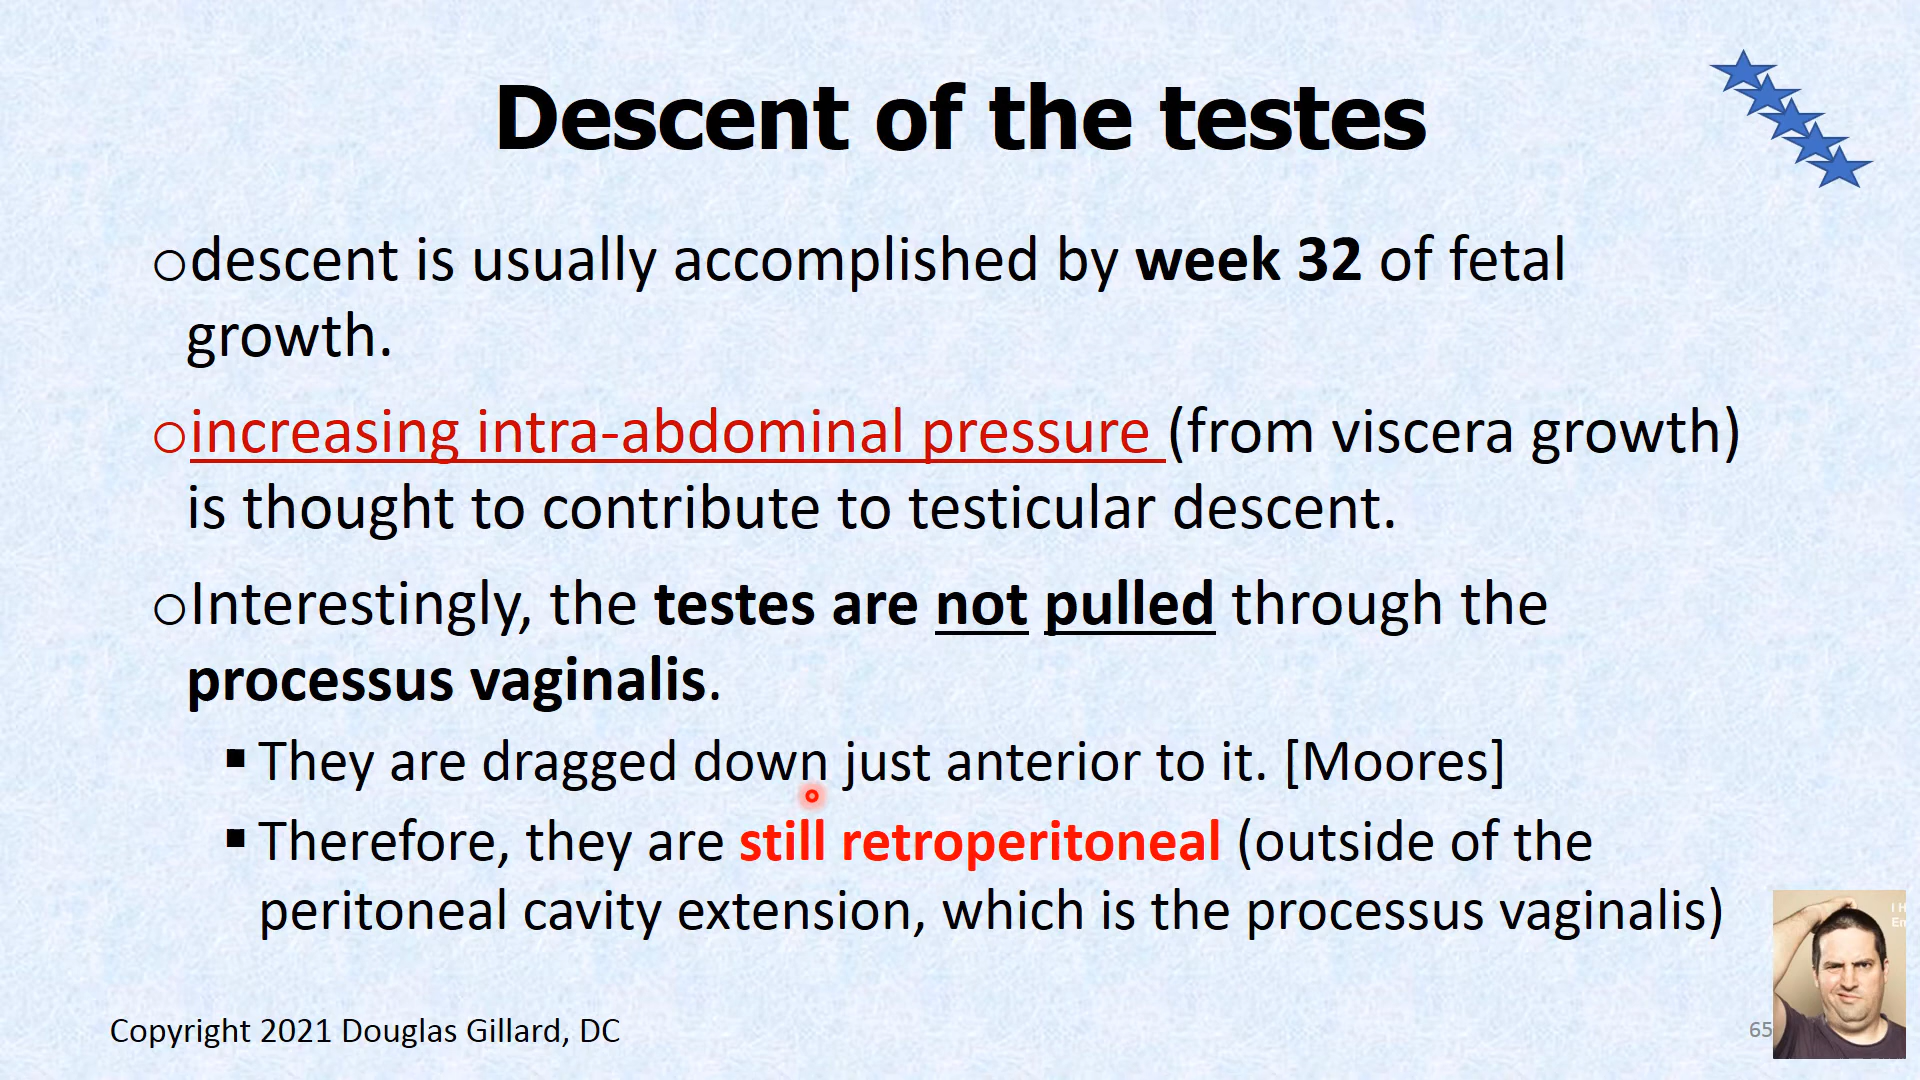 Descent of the testes
odescent is usually accomplished by week 32 of fetal
growth.
oincreasing intra-abdominal pressure (from viscera growth)
is thought to contribute to testicular descent.
oInterestingly, the testes are not pulled through the
processus vaginalis.
▪ They are dragged down just anterior to it. [Moores]
▪ Therefore, they are still retroperitoneal (outside of the
peritoneal cavity extension, which is the processus vaginalis)
Copyright 2021 Douglas Gillard, DC
65